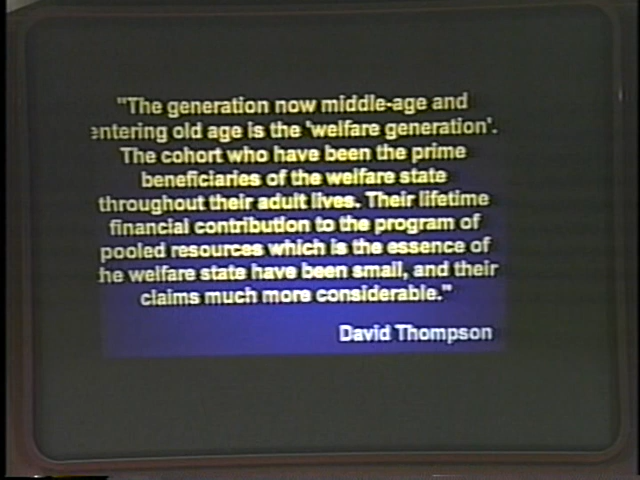 "The generation now middle-age and
entering old age is the 'welfare generation'.
The cohort who have been the prime
beneficiaries of the welfare state
throughout their adult lives. Their lifetime
financial contribution to the program of
pooled resources which is the essence of
the welfare state have been small, and their
claims much more considerable."
David Thompson